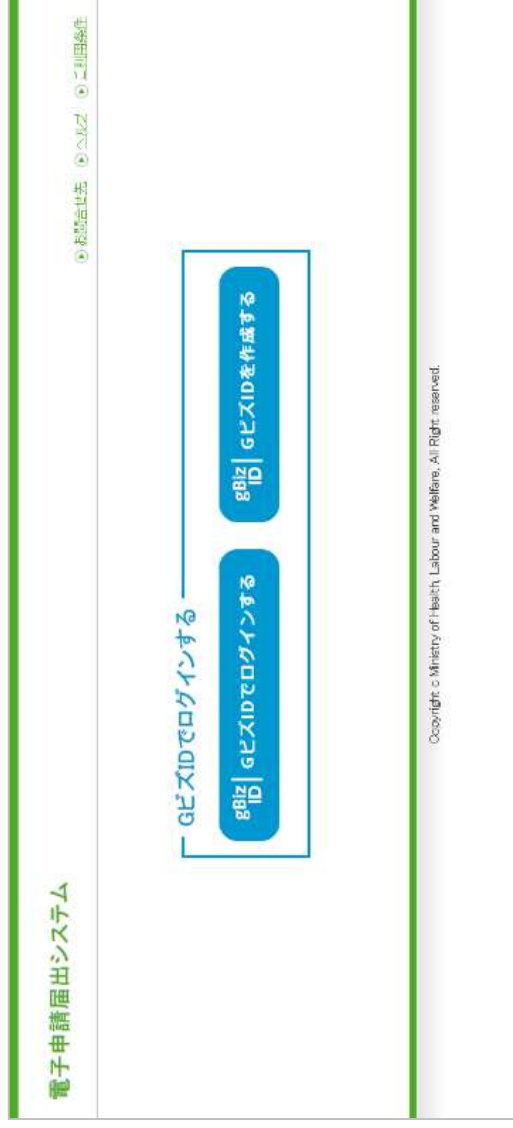 電子申請届出システム
お問合せ先 ヘルプ ご利用条件
GビズIDでログインする
gBiz
ID
GビズIDでログインする
gBiz
ID
GビズIDを作成する
Copyright © Ministry of Health, Labour and Welfare, All Right reserved.